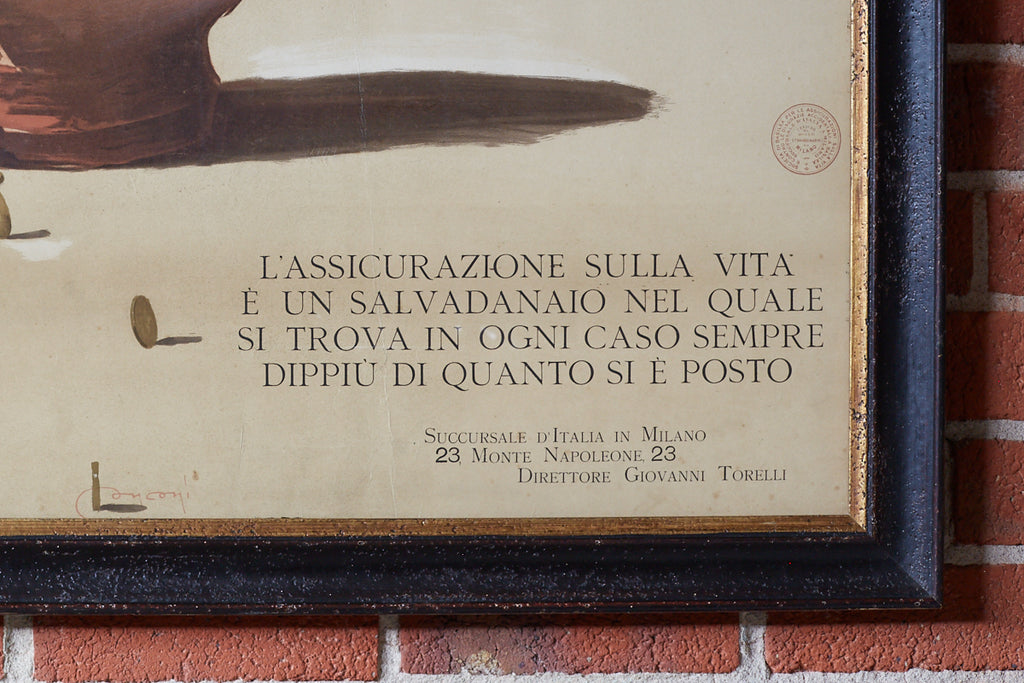 L'ASSICURAZIONE SULLA VITA
È UN SALVADANAIO NEL QUALE
SI TROVA IN OGNI CASO SEMPRE
DIPPIÙ DI QUANTO SI È POSTO
SUCCURSALE D'ITALIA IN MILANO
23, MONTE NAPOLEONE, 23
DIRETTORE GIOVANNI TORELLI
MILANO